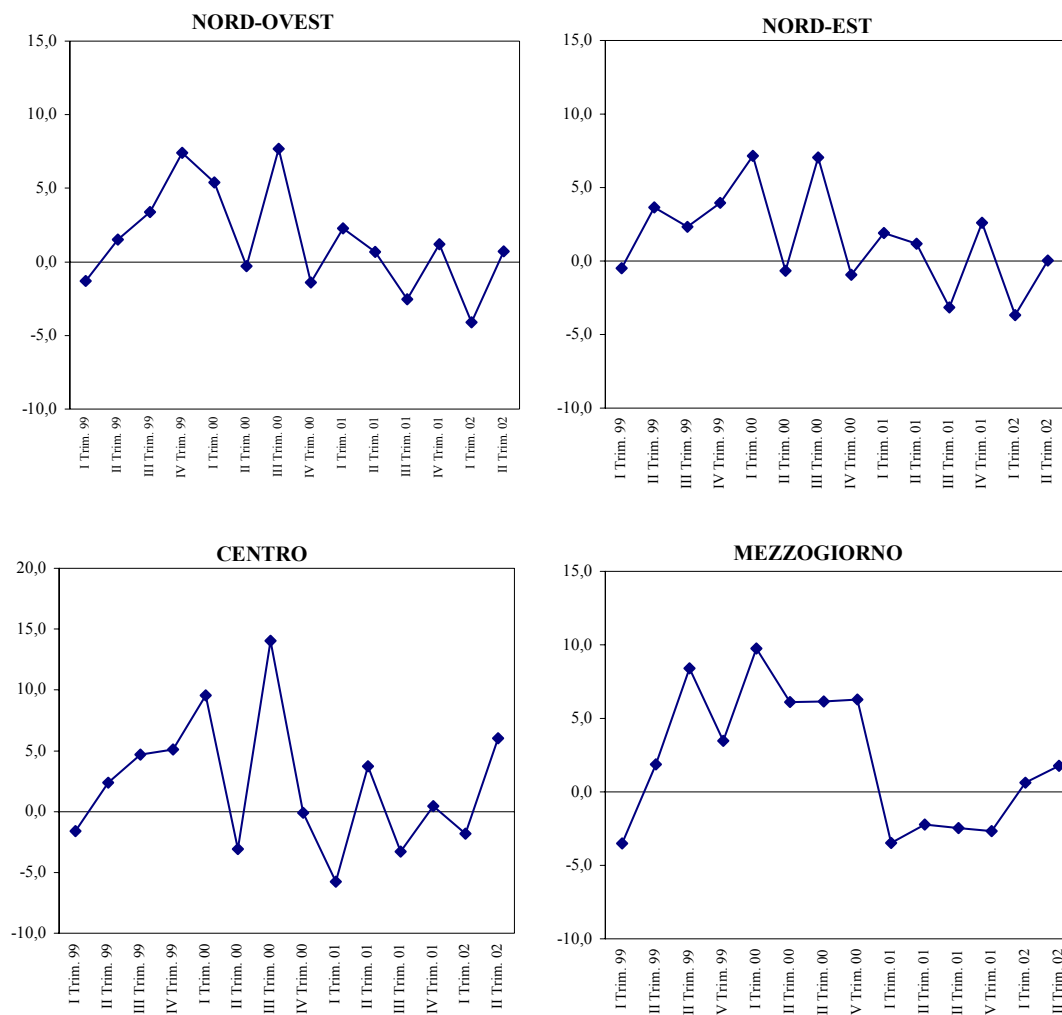 NORD-OVEST
15,0
10,0
5,0
0,0
-5,0
-10,0
I Trim. 99
II Trim. 99
III Trim. 99
IV Trim. 99
I Trim. 00
II Trim. 00
III Trim. 00
IV Trim. 00
I Trim. 01
II Trim. 01
III Trim. 01
IV Trim. 01
I Trim. 02
II Trim. 02
NORD-EST
15,0
10,0
5,0
0,0
-5,0
-10,0
I Trim. 99
II Trim. 99
III Trim. 99
IV Trim. 99
I Trim. 00
II Trim. 00
III Trim. 00
IV Trim. 00
I Trim. 01
II Trim. 01
III Trim. 01
IV Trim. 01
I Trim. 02
II Trim. 02
CENTRO
20,0
15,0
10,0
5,0
0,0
-5,0
-10,0
I Trim. 99
II Trim. 99
III Trim. 99
IV Trim. 99
I Trim. 00
II Trim. 00
III Trim. 00
IV Trim. 00
I Trim. 01
II Trim. 01
III Trim. 01
IV Trim. 01
I Trim. 02
II Trim. 02
MEZZOGIORNO
15,0
10,0
5,0
0,0
-5,0
-10,0
I Trim. 99
II Trim. 99
II Trim. 99
V Trim. 99
I Trim. 00
II Trim. 00
II Trim. 00
V Trim. 00
I Trim. 01
II Trim. 01
II Trim. 01
V Trim. 01
I Trim. 02
II Trim. 02